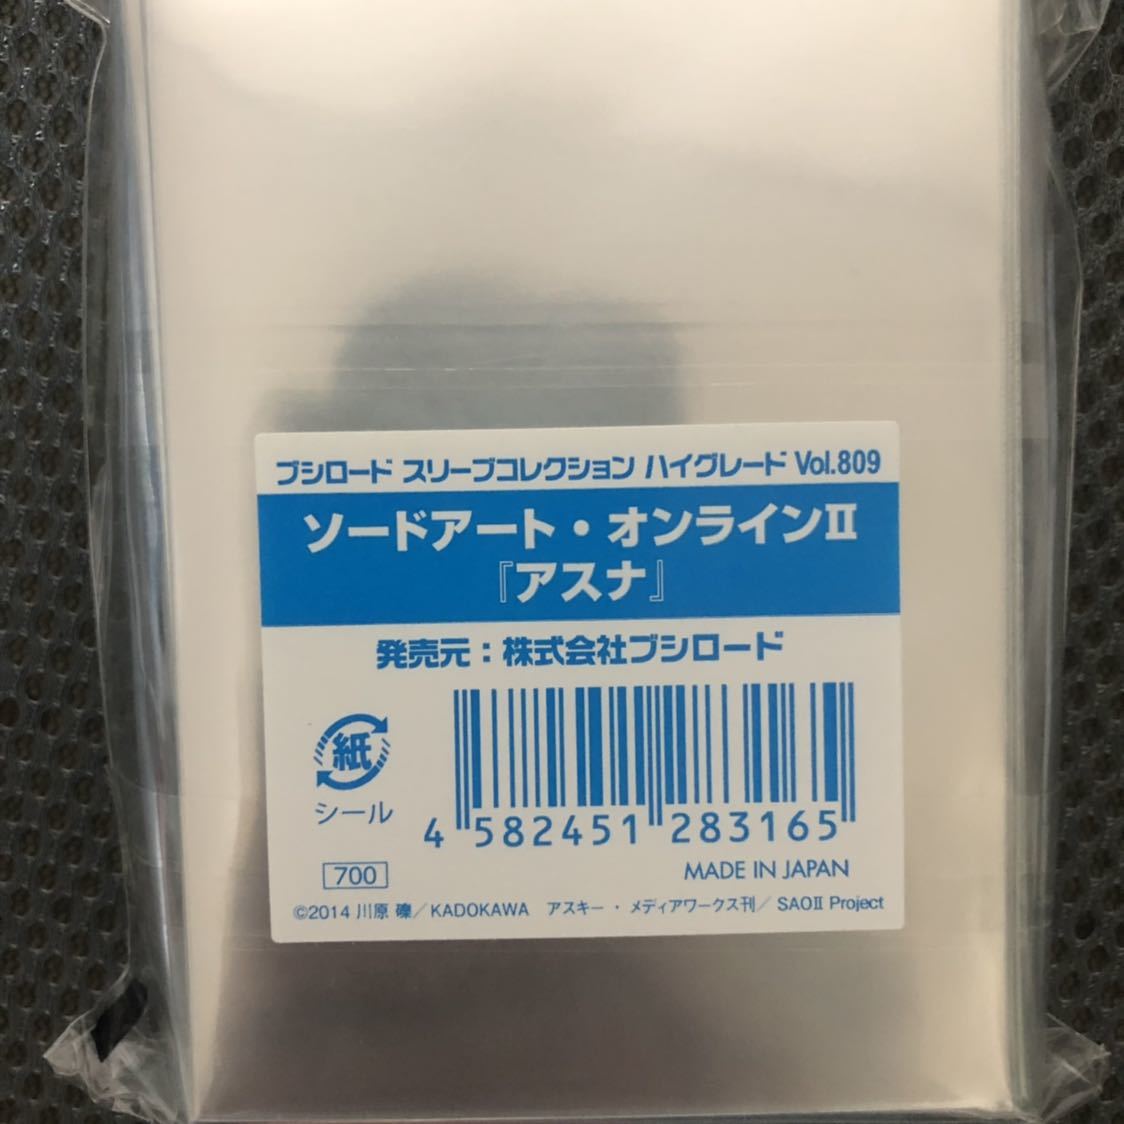 ブシロード スリーブコレクション ハイグレード Vol.809
ソードアート・オンラインII
『アスナ』
発売元：株式会社ブシロード
紙
シール
4 582451 283165
700
MADE IN JAPAN
©2014 川原 礫／KADOKAWA アスキー・メディアワークス刊／SAOII Project